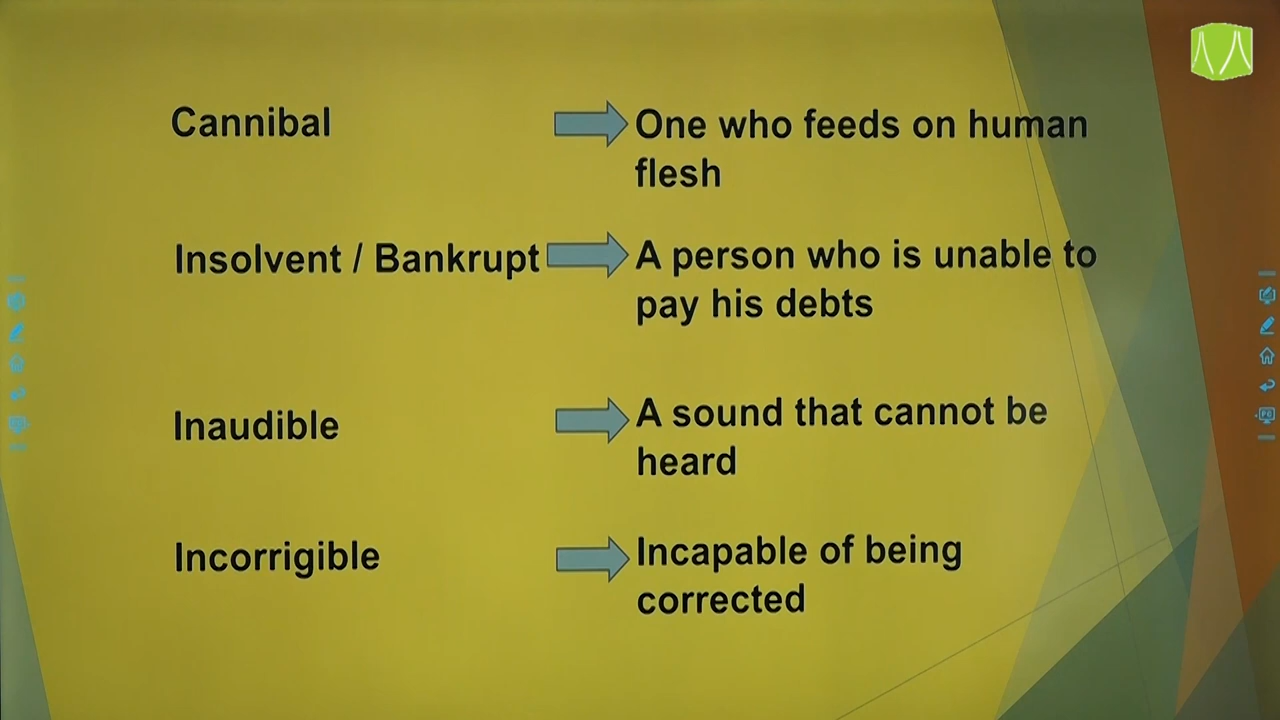 Cannibal
One who feeds on human
flesh
Insolvent / Bankrupt
A person who is unable to
pay his debts
Inaudible
A sound that cannot be
heard
Incorrigible
Incapable of being
corrected